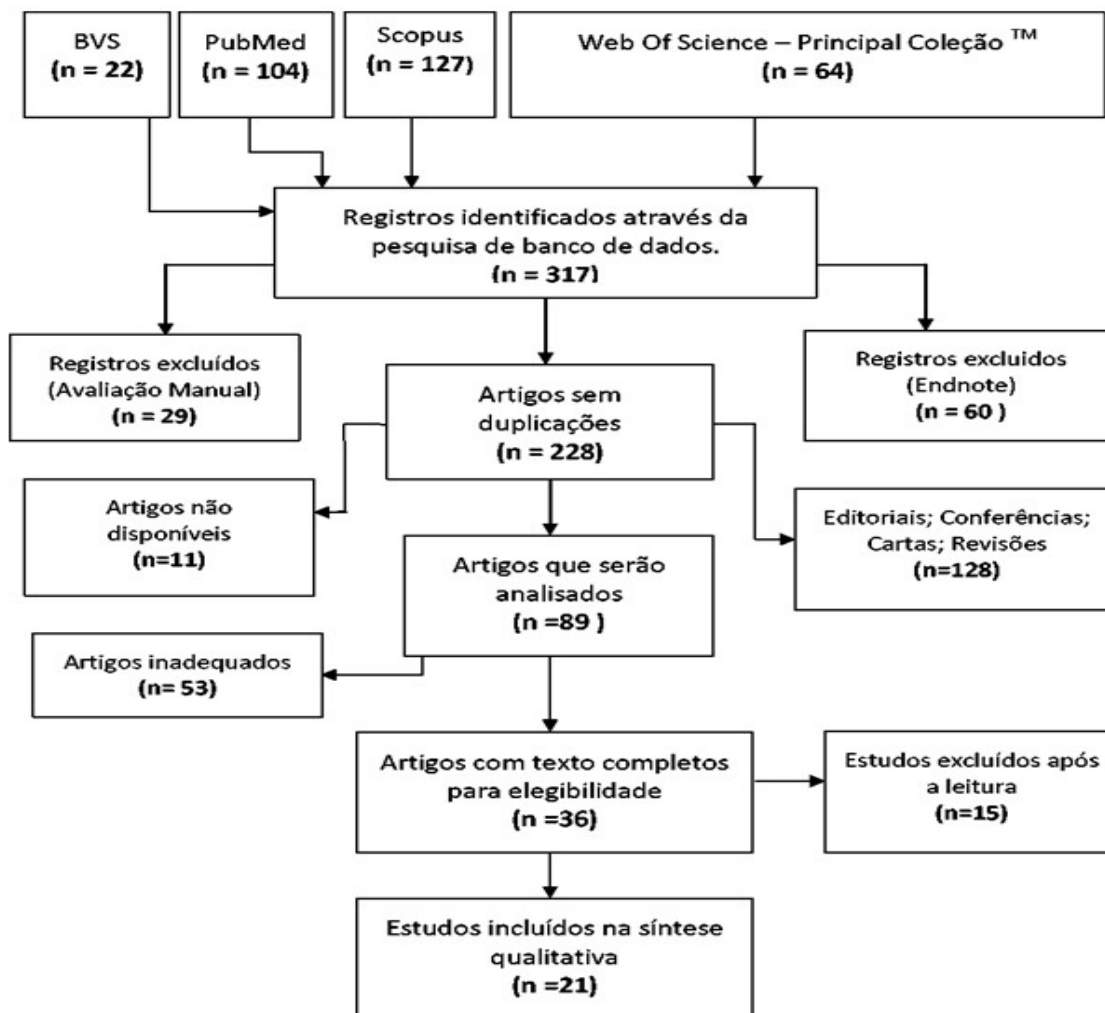 BVS
(n = 22)
PubMed
(n = 104)
Scopus
(n = 127)
Web Of Science – Principal Coleção ™
(n = 64)
Registros identificados através da
pesquisa de banco de dados.
(n = 317)
Registros excluídos
(Avaliação Manual)
(n = 29)
Registros excluidos
(Endnote)
(n = 60 )
Artigos sem
duplicações
(n = 228)
Artigos não
disponíveis
(n=11)
Editoriais; Conferências;
Cartas; Revisões
(n=128)
Artigos que serão
analisados
(n =89 )
Artigos inadequados
(n= 53)
Artigos com texto completos
para elegibilidade
(n =36)
Estudos excluídos após
a leitura
(n=15)
Estudos incluídos na síntese
qualitativa
(n =21)